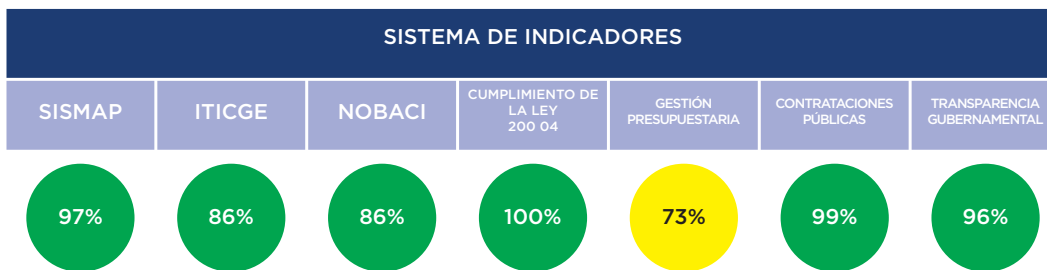 SISTEMA DE INDICADORES
SISMAP
ITICGE
NOBACI
CUMPLIMIENTO DE
LA LEY
200 04
GESTIÓN
PRESUPUESTARIA
CONTRATACIONES
PÚBLICAS
TRANSPARENCIA
GUBERNAMENTAL
97%
86%
86%
100%
73%
99%
96%